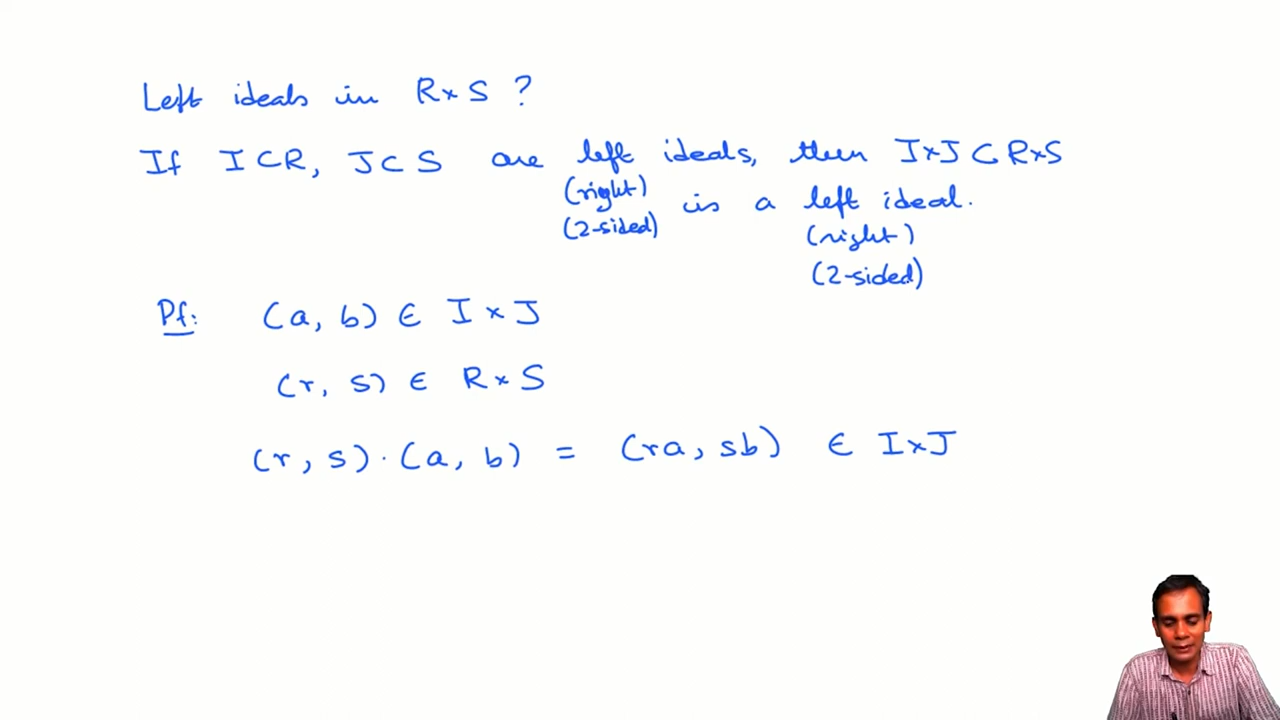 Left ideals in R×S ?
If I⊂R, J⊂S are left ideals, then I×J ⊂ R×S
(right)
(2-sided)
is a left ideal.
(right)
(2-sided)
Pf: (a, b) ∈ I × J
(r, s) ∈ R × S
(r, s) · (a, b) = (ra, sb) ∈ I×J